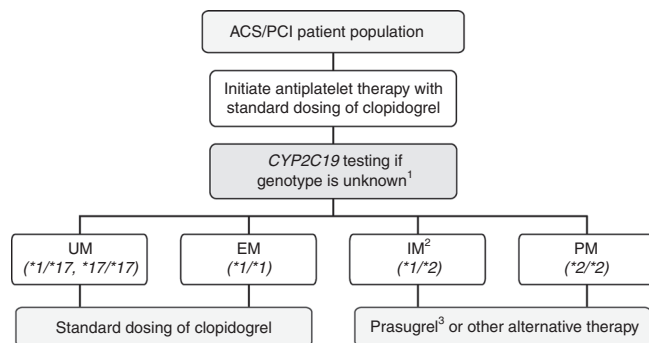 ACS/PCI patient population
Initiate antiplatelet therapy with
standard dosing of clopidogrel
CYP2C19 testing if
genotype is unknown¹
UM
(*1/*17, *17/*17)
EM
(*1/*1)
IM²
(*1/*2)
PM
(*2/*2)
Standard dosing of clopidogrel
Prasugrel³ or other alternative therapy